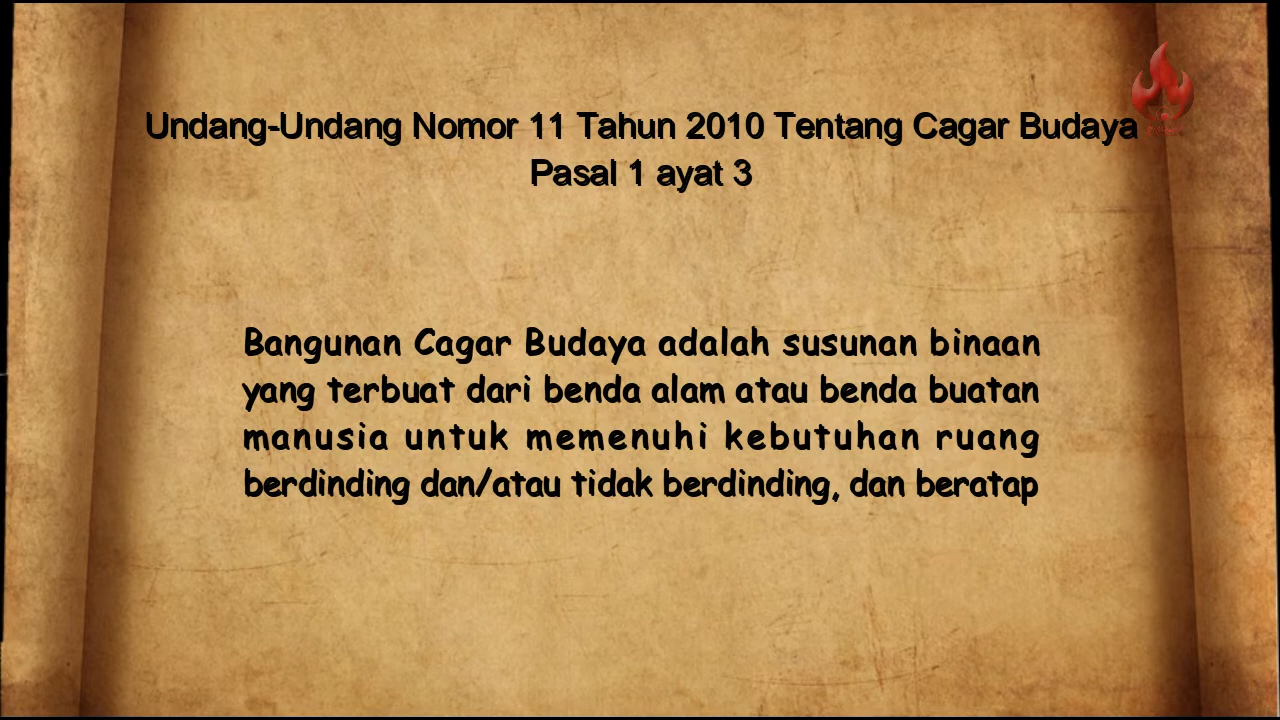 Undang-Undang Nomor 11 Tahun 2010 Tentang Cagar Budaya
Pasal 1 ayat 3
Bangunan Cagar Budaya adalah susunan binaan
yang terbuat dari benda alam atau benda buatan
manusia untuk memenuhi kebutuhan ruang
berdinding dan/atau tidak berdinding, dan beratap